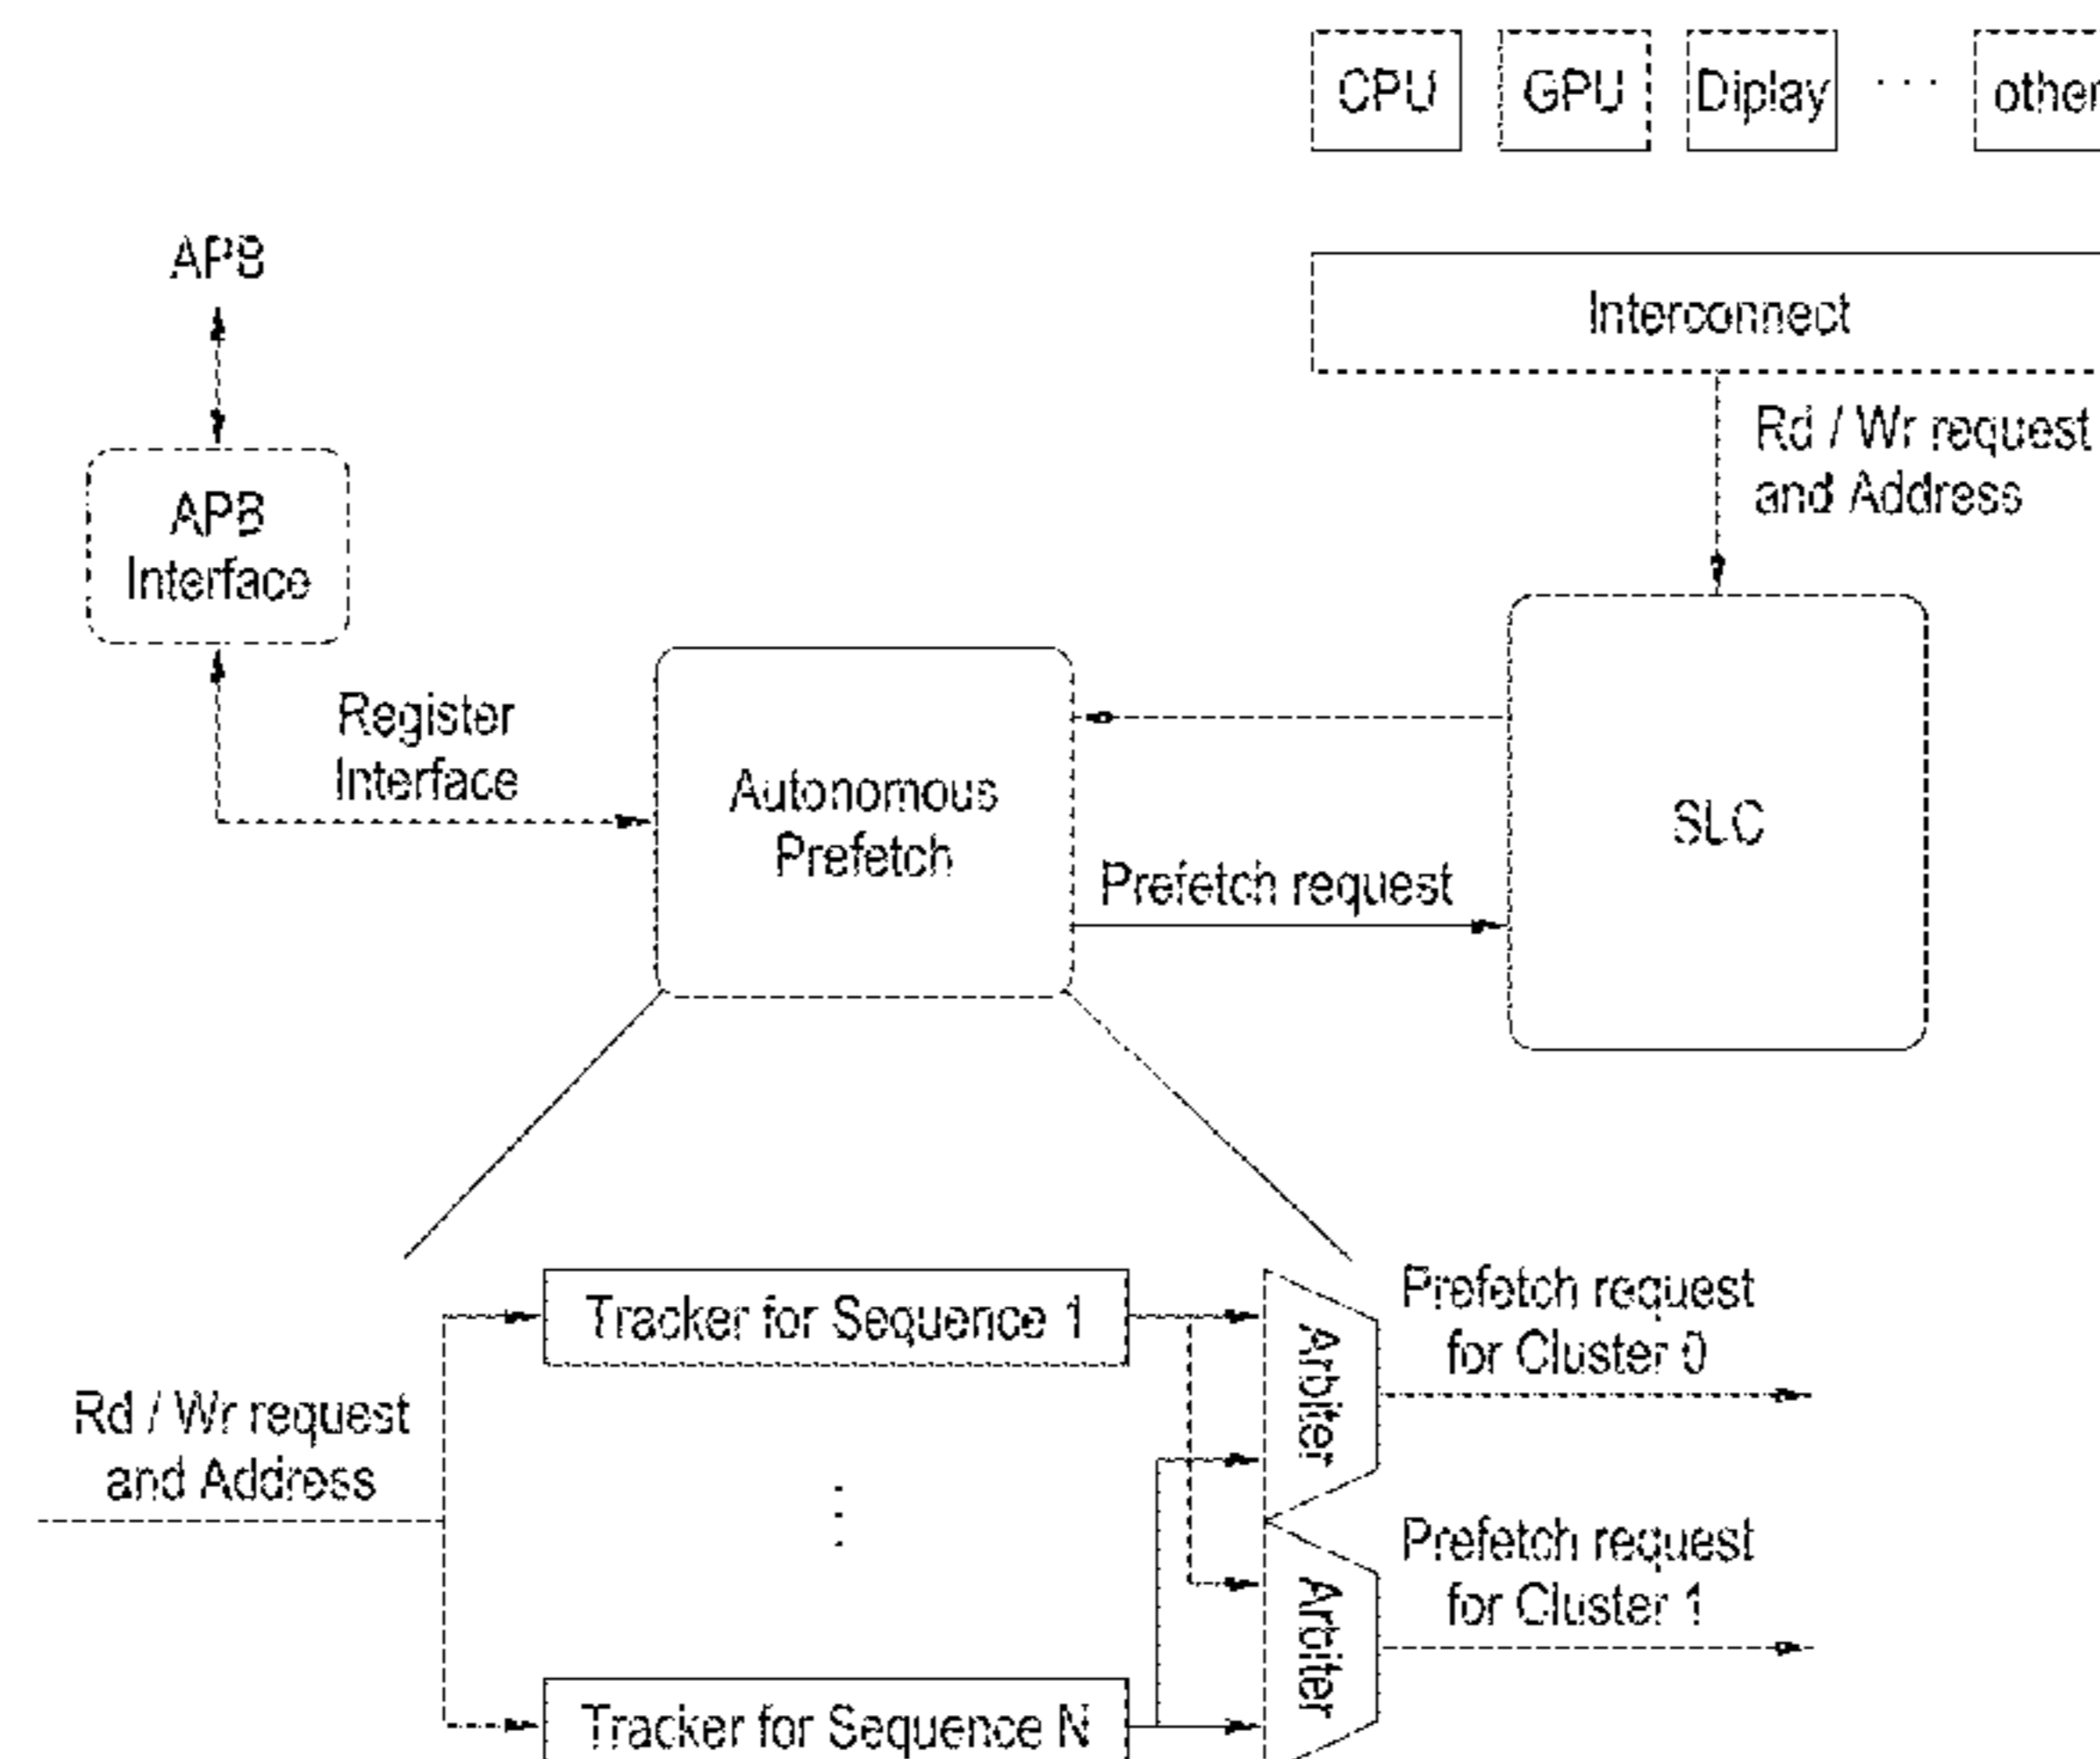 CPU
GPU
Diplay
...
other
Interconnect
Rd / Wr request
and Address
APB
APB
Interface
Register
Interface
Autonomous
Prefetch
Prefetch request
SLC
Tracker for Sequence 1
Rd / Wr request
and Address
Tracker for Sequence N
Arbiter
Arbiter
Prefetch request
for Cluster 0
Prefetch request
for Cluster 1